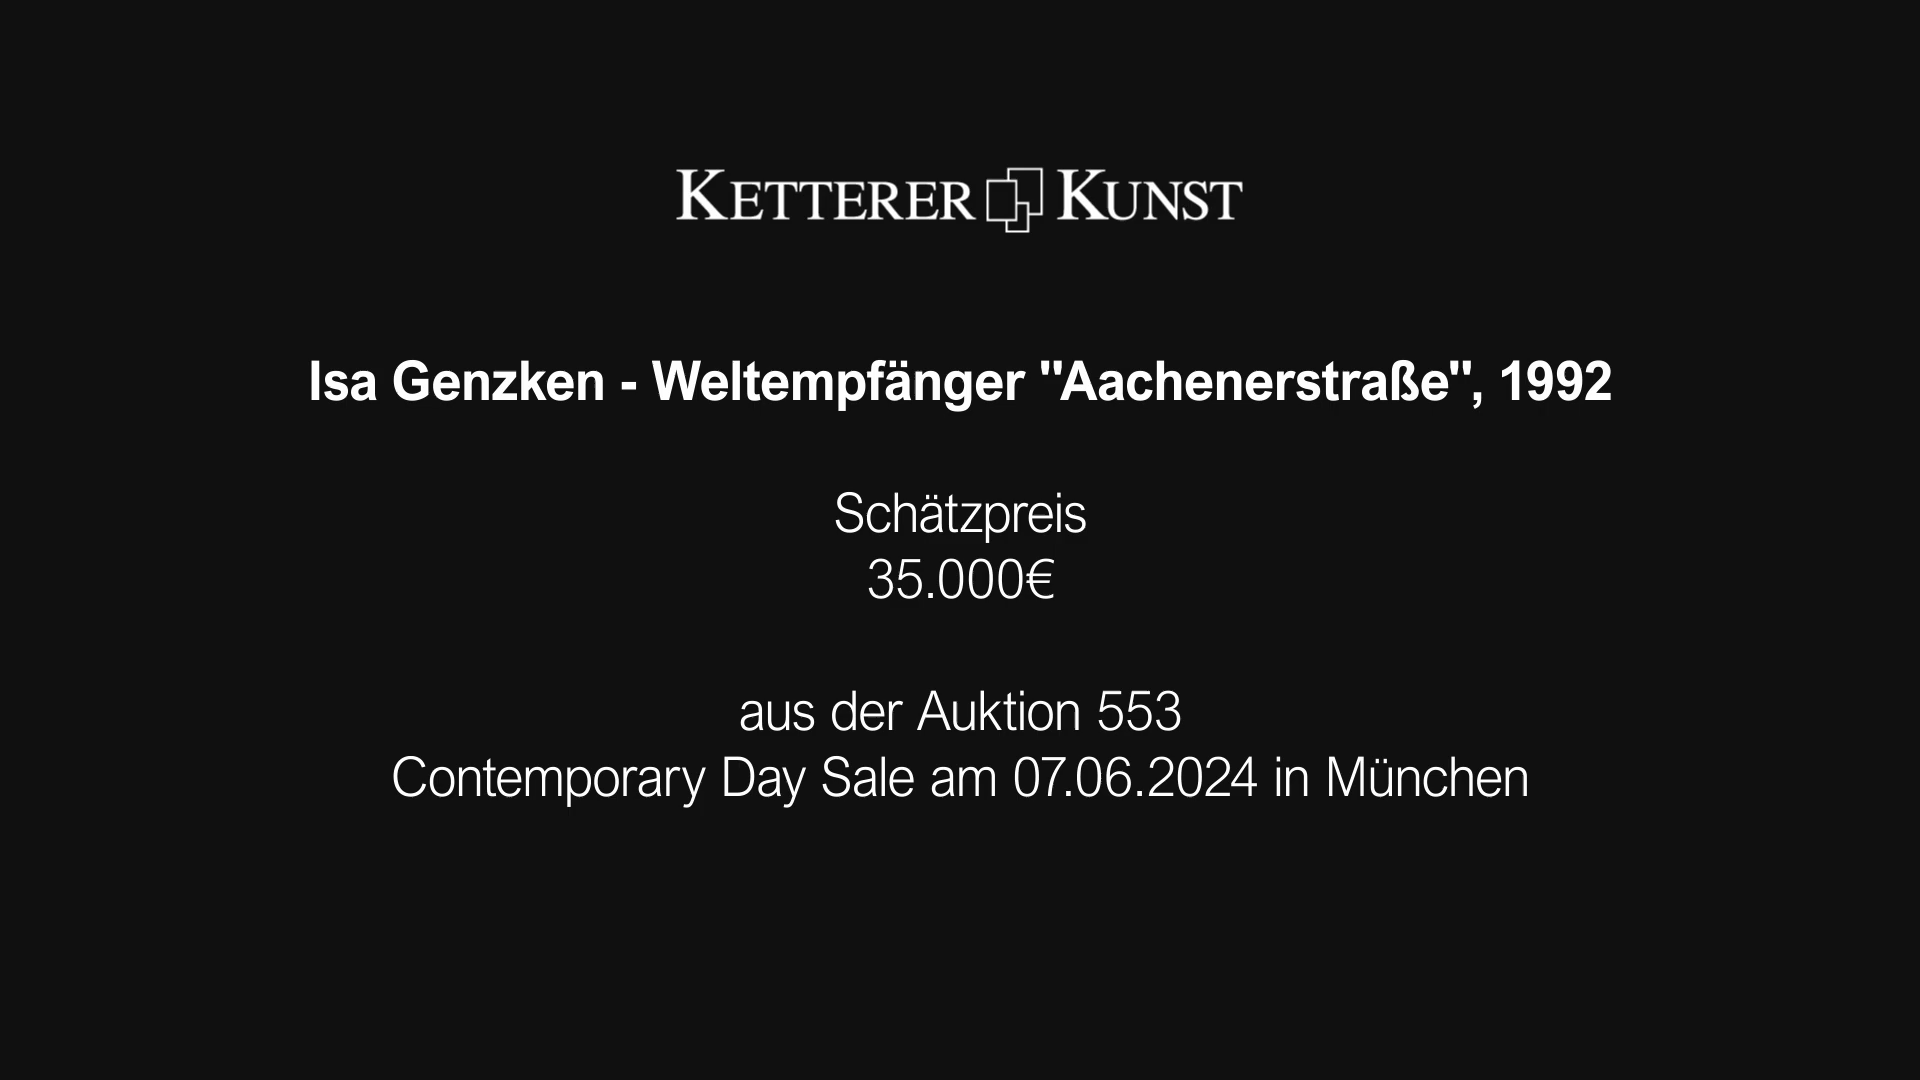 KETTERER KUNST
Isa Genzken - Weltempfänger "Aachenerstraße", 1992
Schätzpreis
35.000€
aus der Auktion 553
Contemporary Day Sale am 07.06.2024 in München